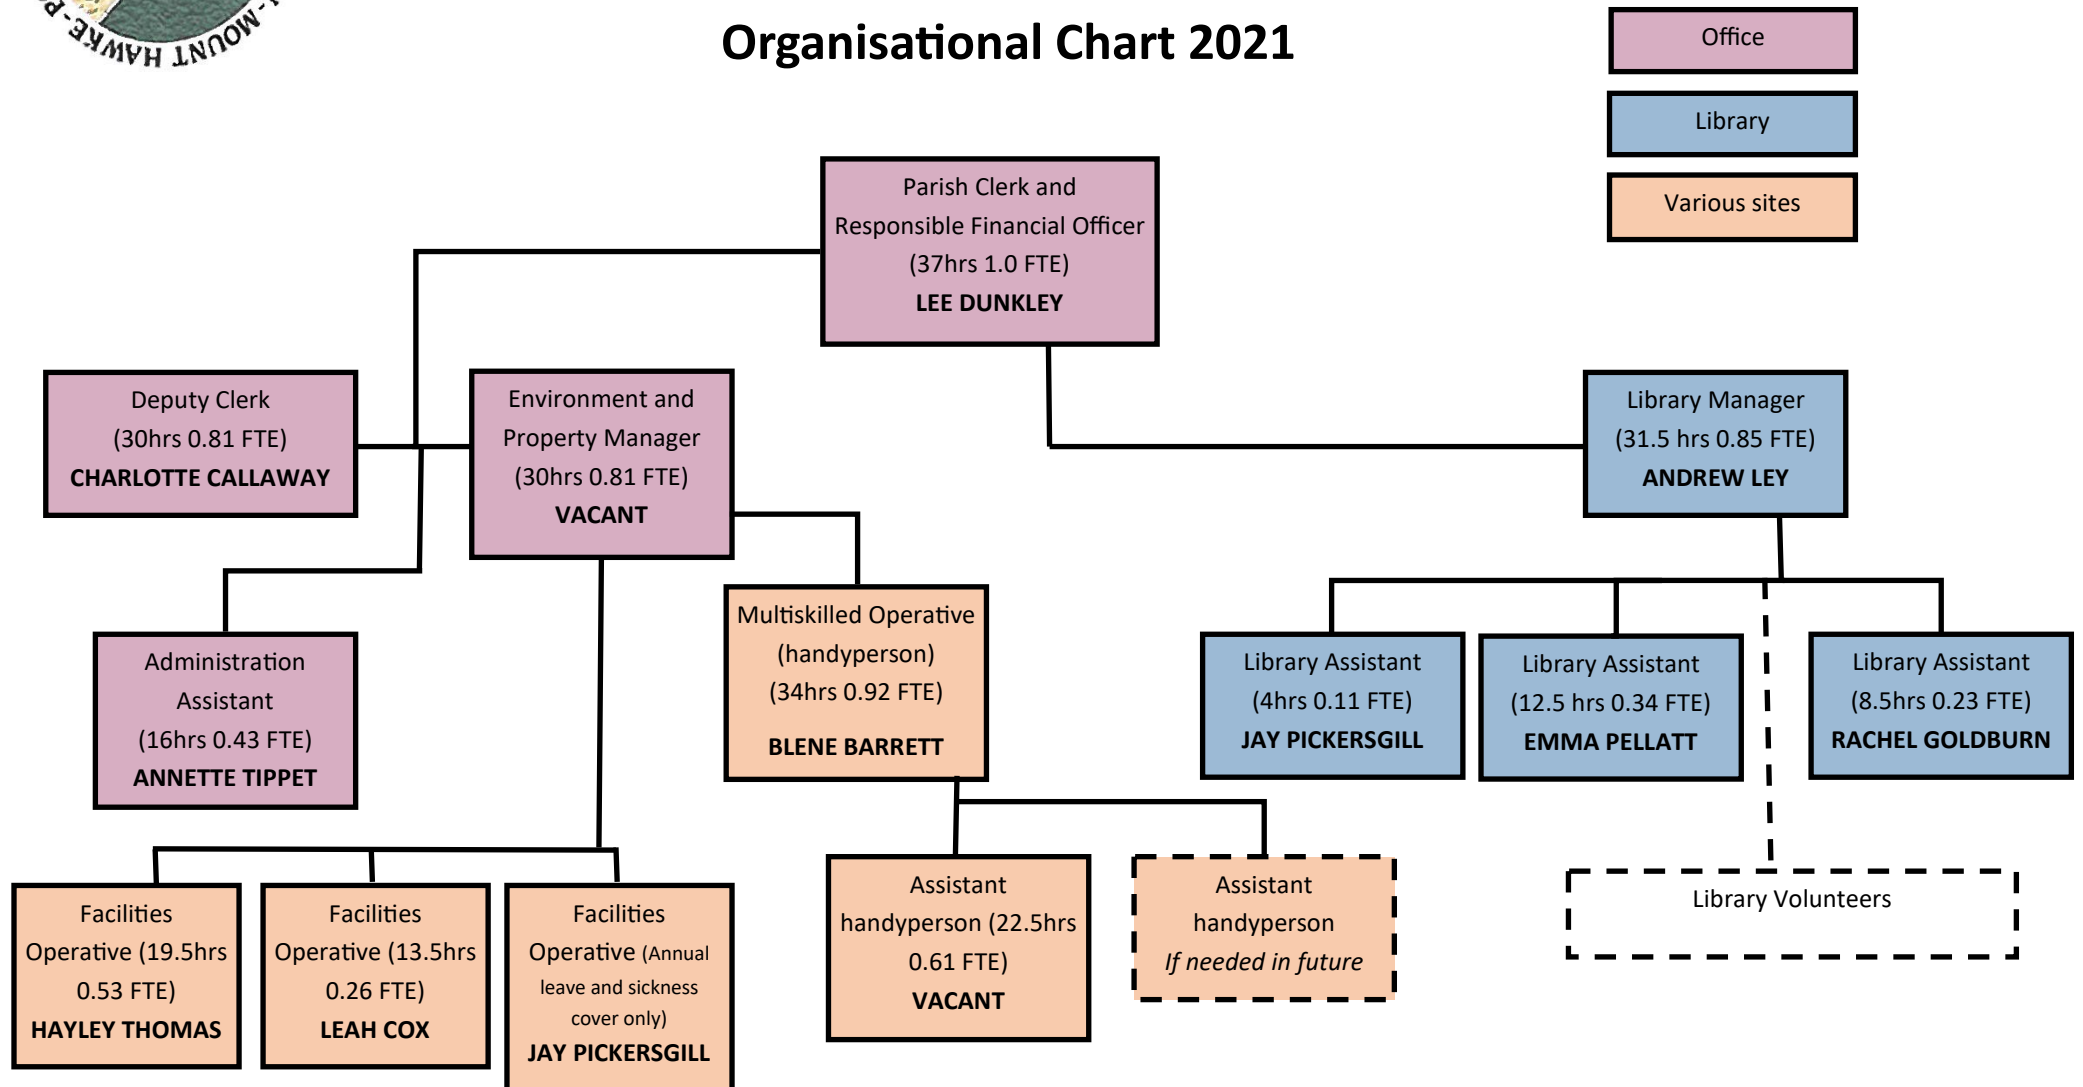 MOUNT HAWKE
Organisational Chart 2021
Office
Library
Various sites
Parish Clerk and
Responsible Financial Officer
(37hrs 1.0 FTE)
LEE DUNKLEY
Deputy Clerk
(30hrs 0.81 FTE)
CHARLOTTE CALLAWAY
Environment and
Property Manager
(30hrs 0.81 FTE)
VACANT
Library Manager
(31.5 hrs 0.85 FTE)
ANDREW LEY
Administration
Assistant
(16hrs 0.43 FTE)
ANNETTE TIPPET
Multiskilled Operative
(handyperson)
(34hrs 0.92 FTE)
BLENE BARRETT
Library Assistant
(4hrs 0.11 FTE)
JAY PICKERSGILL
Library Assistant
(12.5 hrs 0.34 FTE)
EMMA PELLATT
Library Assistant
(8.5hrs 0.23 FTE)
RACHEL GOLDBURN
Facilities
Operative (19.5hrs
0.53 FTE)
HAYLEY THOMAS
Facilities
Operative (13.5hrs
0.26 FTE)
LEAH COX
Facilities
Operative (Annual
leave and sickness
cover only)
JAY PICKERSGILL
Assistant
handyperson (22.5hrs
0.61 FTE)
VACANT
Assistant
handyperson
If needed in future
Library Volunteers